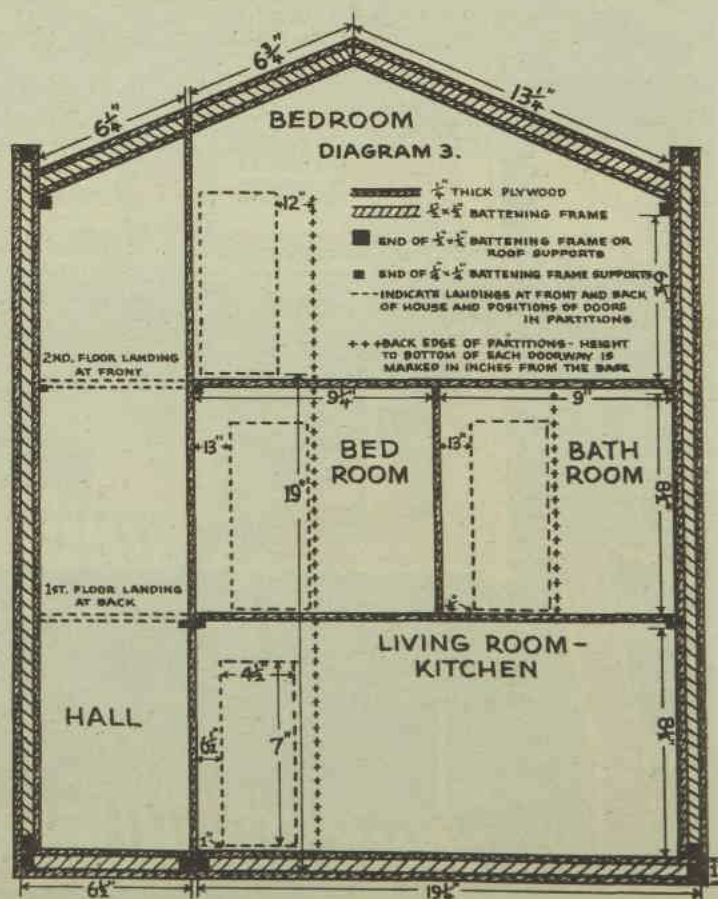 6¾"
6¼"
13¼"
BEDROOM
DIAGRAM 3.
¼" THICK PLYWOOD
½" × ½" BATTENING FRAME
END OF ½" × ½" BATTENING FRAME OR
ROOF SUPPORTS
END OF ¼" × ¼" BATTENING FRAME SUPPORTS
INDICATE LANDINGS AT FRONT AND BACK
OF HOUSE AND POSITIONS OF DOORS
IN PARTITIONS
+ + + BACK EDGE OF PARTITIONS - HEIGHT
TO BOTTOM OF EACH DOORWAY IS
MARKED IN INCHES FROM THE BASE
12"
2ND. FLOOR LANDING
AT FRONT
9¼"
9"
13"
BED
ROOM
13"
BATH
ROOM
19"
8½"
1ST. FLOOR LANDING
AT BACK
LIVING ROOM -
KITCHEN
HALL
4½"
6½"
7"
8½"
1"
6½"